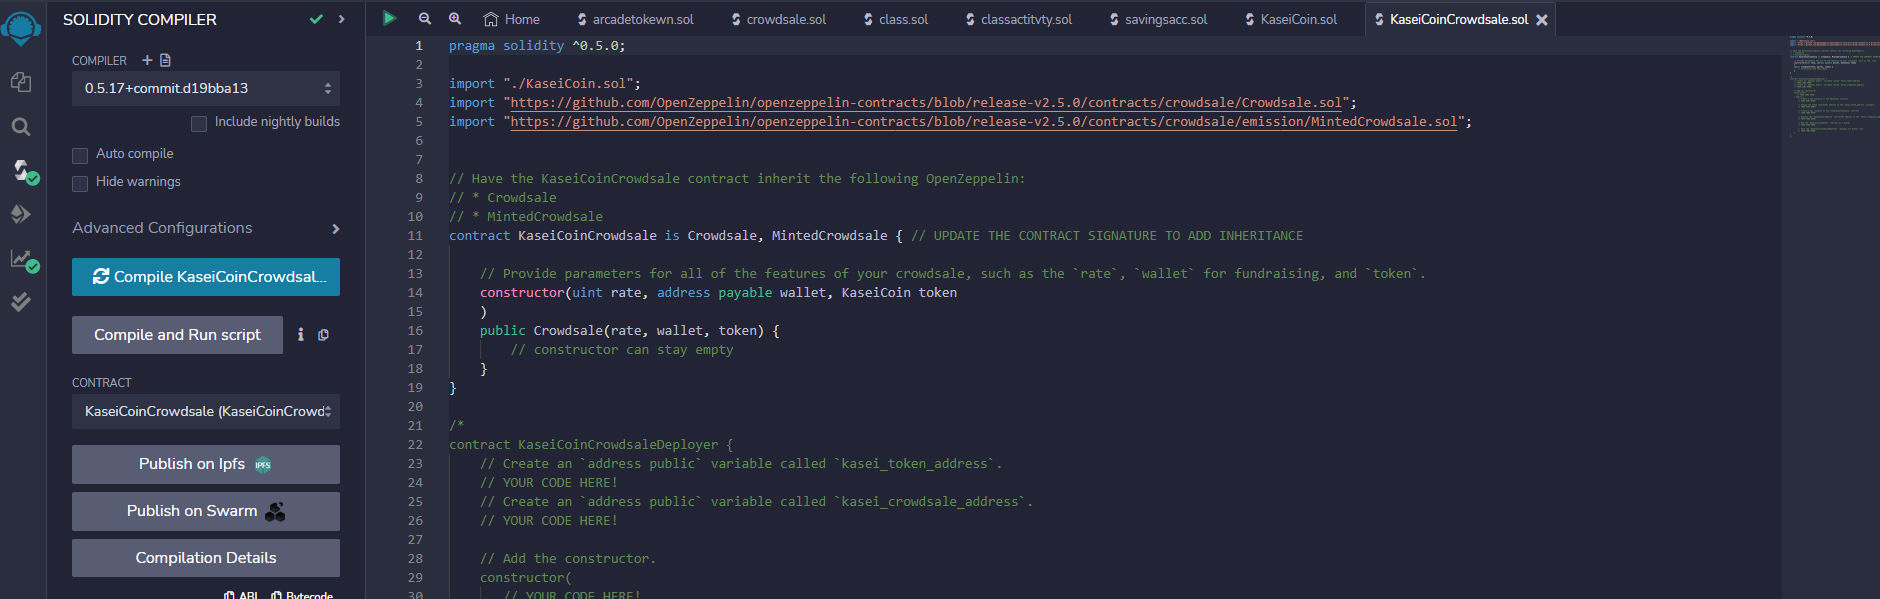 SOLIDITY COMPILER
COMPILER
0.5.17+commit.d19bba13
Include nightly builds
Auto compile
Hide warnings
Advanced Configurations
Compile KaseiCoinCrowdsal...
Compile and Run script
CONTRACT
KaseiCoinCrowdsale (KaseiCoinCrowd
Publish on Ipfs IPFS
Publish on Swarm
Compilation Details
ABI Bytecode
Home arcadetokewn.sol crowdsale.sol class.sol classactitvty.sol savingsacc.sol KaseiCoin.sol KaseiCoinCrowdsale.sol
1 pragma solidity ^0.5.0;
2
3 import "./KaseiCoin.sol";
4 import "https://github.com/OpenZeppelin/openzeppelin-contracts/blob/release-v2.5.0/contracts/crowdsale/Crowdsale.sol";
5 import "https://github.com/OpenZeppelin/openzeppelin-contracts/blob/release-v2.5.0/contracts/crowdsale/emission/MintedCrowdsale.sol";
6
7
8 // Have the KaseiCoinCrowdsale contract inherit the following OpenZeppelin:
9 // * Crowdsale
10 // * MintedCrowdsale
11 contract KaseiCoinCrowdsale is Crowdsale, MintedCrowdsale { // UPDATE THE CONTRACT SIGNATURE TO ADD INHERITANCE
12
13 // Provide parameters for all of the features of your crowdsale, such as the `rate`, `wallet` for fundraising, and `token`.
14 constructor(uint rate, address payable wallet, KaseiCoin token
15 )
16 public Crowdsale(rate, wallet, token) {
17 // constructor can stay empty
18 }
19 }
20
21 /*
22 contract KaseiCoinCrowdsaleDeployer {
23 // Create an `address public` variable called `kasei_token_address`.
24 // YOUR CODE HERE!
25 // Create an `address public` variable called `kasei_crowdsale_address`.
26 // YOUR CODE HERE!
27
28 // Add the constructor.
29 constructor(
30 // YOUR CODE HERE!